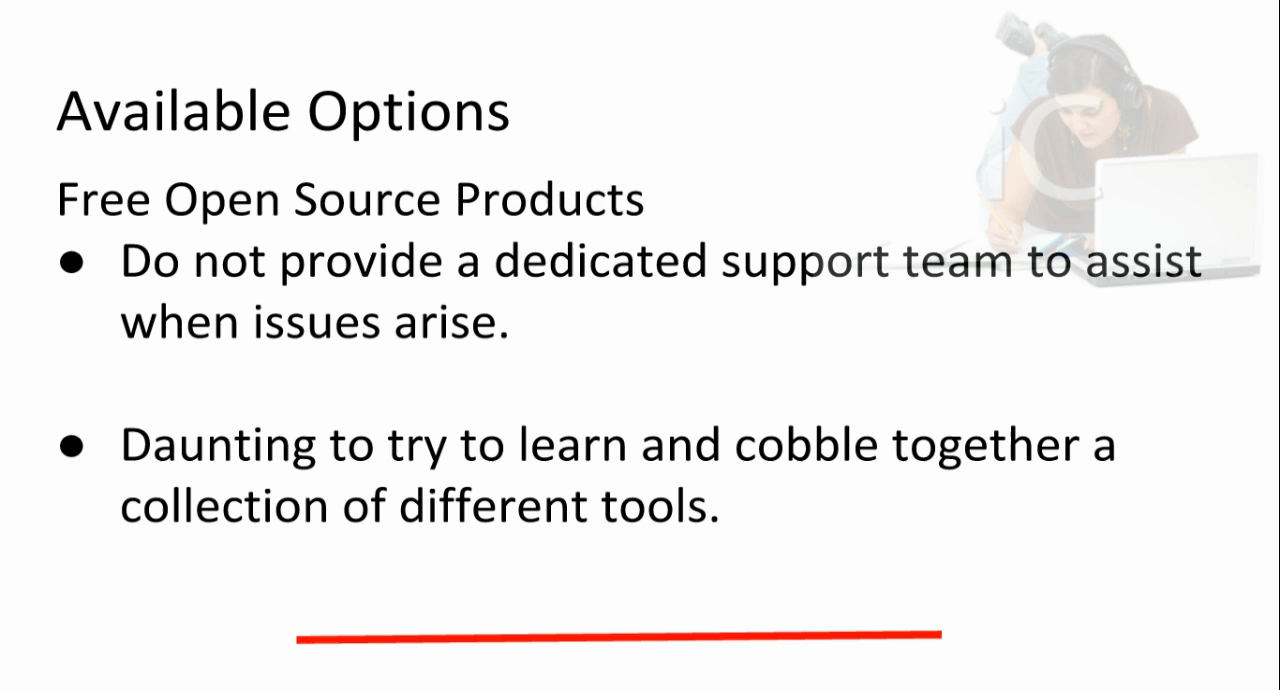 Available Options
Free Open Source Products
● Do not provide a dedicated support team to assist
when issues arise.
● Daunting to try to learn and cobble together a
collection of different tools.